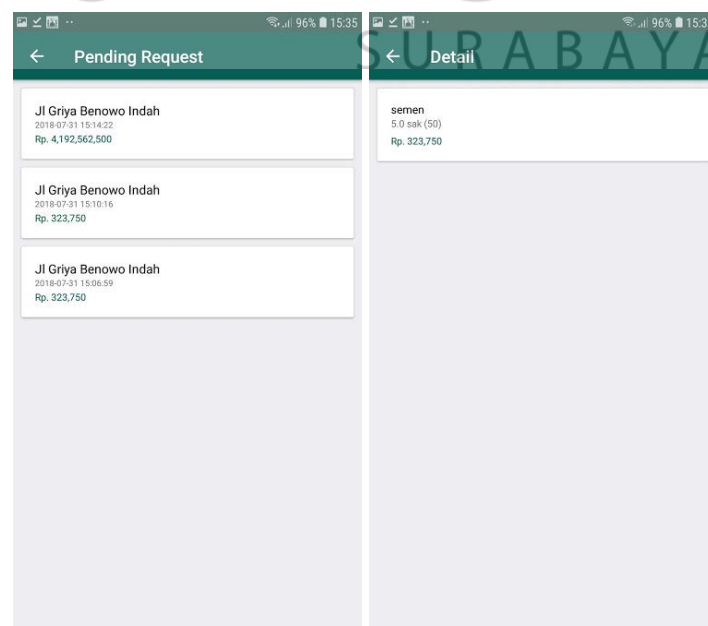 15:35
96%
Pending Request
Jl Griya Benowo Indah
2018-07-31 15:14:22
Rp. 4,192,562,500
Jl Griya Benowo Indah
2018-07-31 15:10:16
Rp. 323,750
Jl Griya Benowo Indah
2018-07-31 15:06:59
Rp. 323,750
96% 15:3
SURABAYA
Detail
semen
5.0 sak (50)
Rp. 323,750